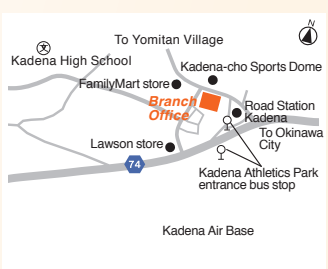 N
To Yomitan Village
文
Kadena High School
Kadena-cho Sports Dome
FamilyMart store
Branch
Office
Road Station
Kadena
To Okinawa
City
Lawson store
74
Kadena Athletics Park
entrance bus stop
Kadena Air Base